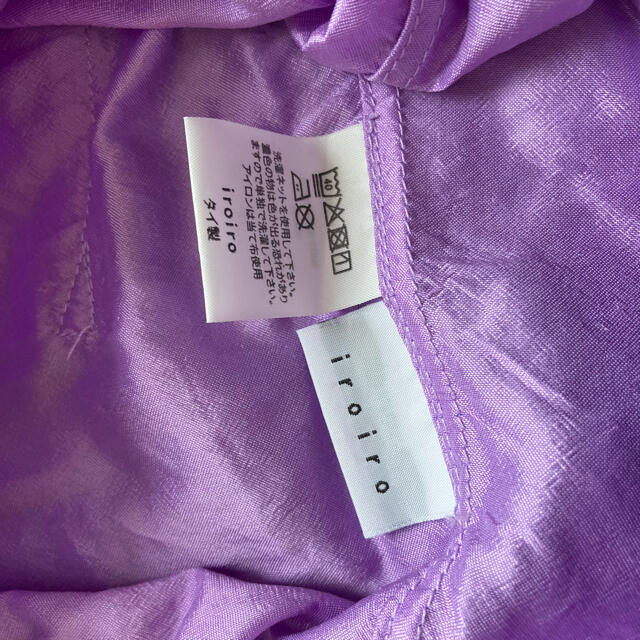 40
洗濯ネットを使用して下さい。
濃色の物は色が出る恐れがあり
ますので単独で洗濯して下さい。
アイロンは当て布使用
iroiro
タイ製
iroiro